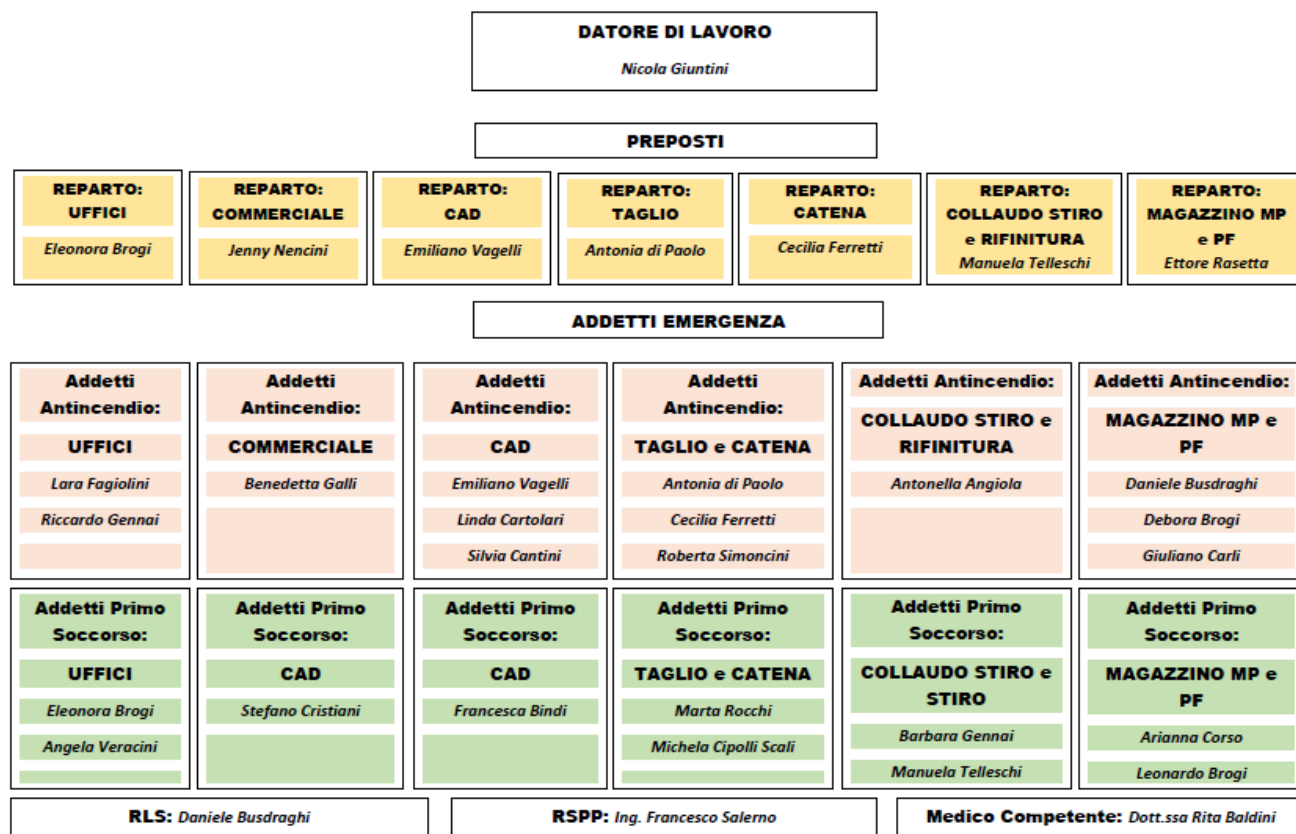 DATORE DI LAVORO
Nicola Giuntini
PREPOSTI
REPARTO:
UFFICI
Eleonora Brogi
REPARTO:
COMMERCIALE
Jenny Nencini
REPARTO:
CAD
Emiliano Vagelli
REPARTO:
TAGLIO
Antonia di Paolo
REPARTO:
CATENA
Cecilia Ferretti
REPARTO:
COLLAUDO STIRO
e RIFINITURA
Manuela Telleschi
REPARTO:
MAGAZZINO MP
e PF
Ettore Rasetta
ADDETTI EMERGENZA
Addetti
Antincendio:
UFFICI
Lara Fagiolini
Riccardo Gennai
Addetti
Antincendio:
COMMERCIALE
Benedetta Galli
Addetti
Antincendio:
CAD
Emiliano Vagelli
Linda Cartolari
Silvia Cantini
Addetti
Antincendio:
TAGLIO e CATENA
Antonia di Paolo
Cecilia Ferretti
Roberta Simoncini
Addetti Antincendio:
COLLAUDO STIRO e
RIFINITURA
Antonella Angiola
Addetti Antincendio:
MAGAZZINO MP e
PF
Daniele Busdraghi
Debora Brogi
Giuliano Carli
Addetti Primo
Soccorso:
UFFICI
Eleonora Brogi
Angela Veracini
Addetti Primo
Soccorso:
CAD
Stefano Cristiani
Addetti Primo
Soccorso:
CAD
Francesca Bindi
Addetti Primo
Soccorso:
TAGLIO e CATENA
Marta Rocchi
Michela Cipolli Scali
Addetti Primo
Soccorso:
COLLAUDO STIRO e
STIRO
Barbara Gennai
Manuela Telleschi
Addetti Primo
Soccorso:
MAGAZZINO MP e
PF
Arianna Corso
Leonardo Brogi
RLS: Daniele Busdraghi
RSPP: Ing. Francesco Salerno
Medico Competente: Dott.ssa Rita Baldini